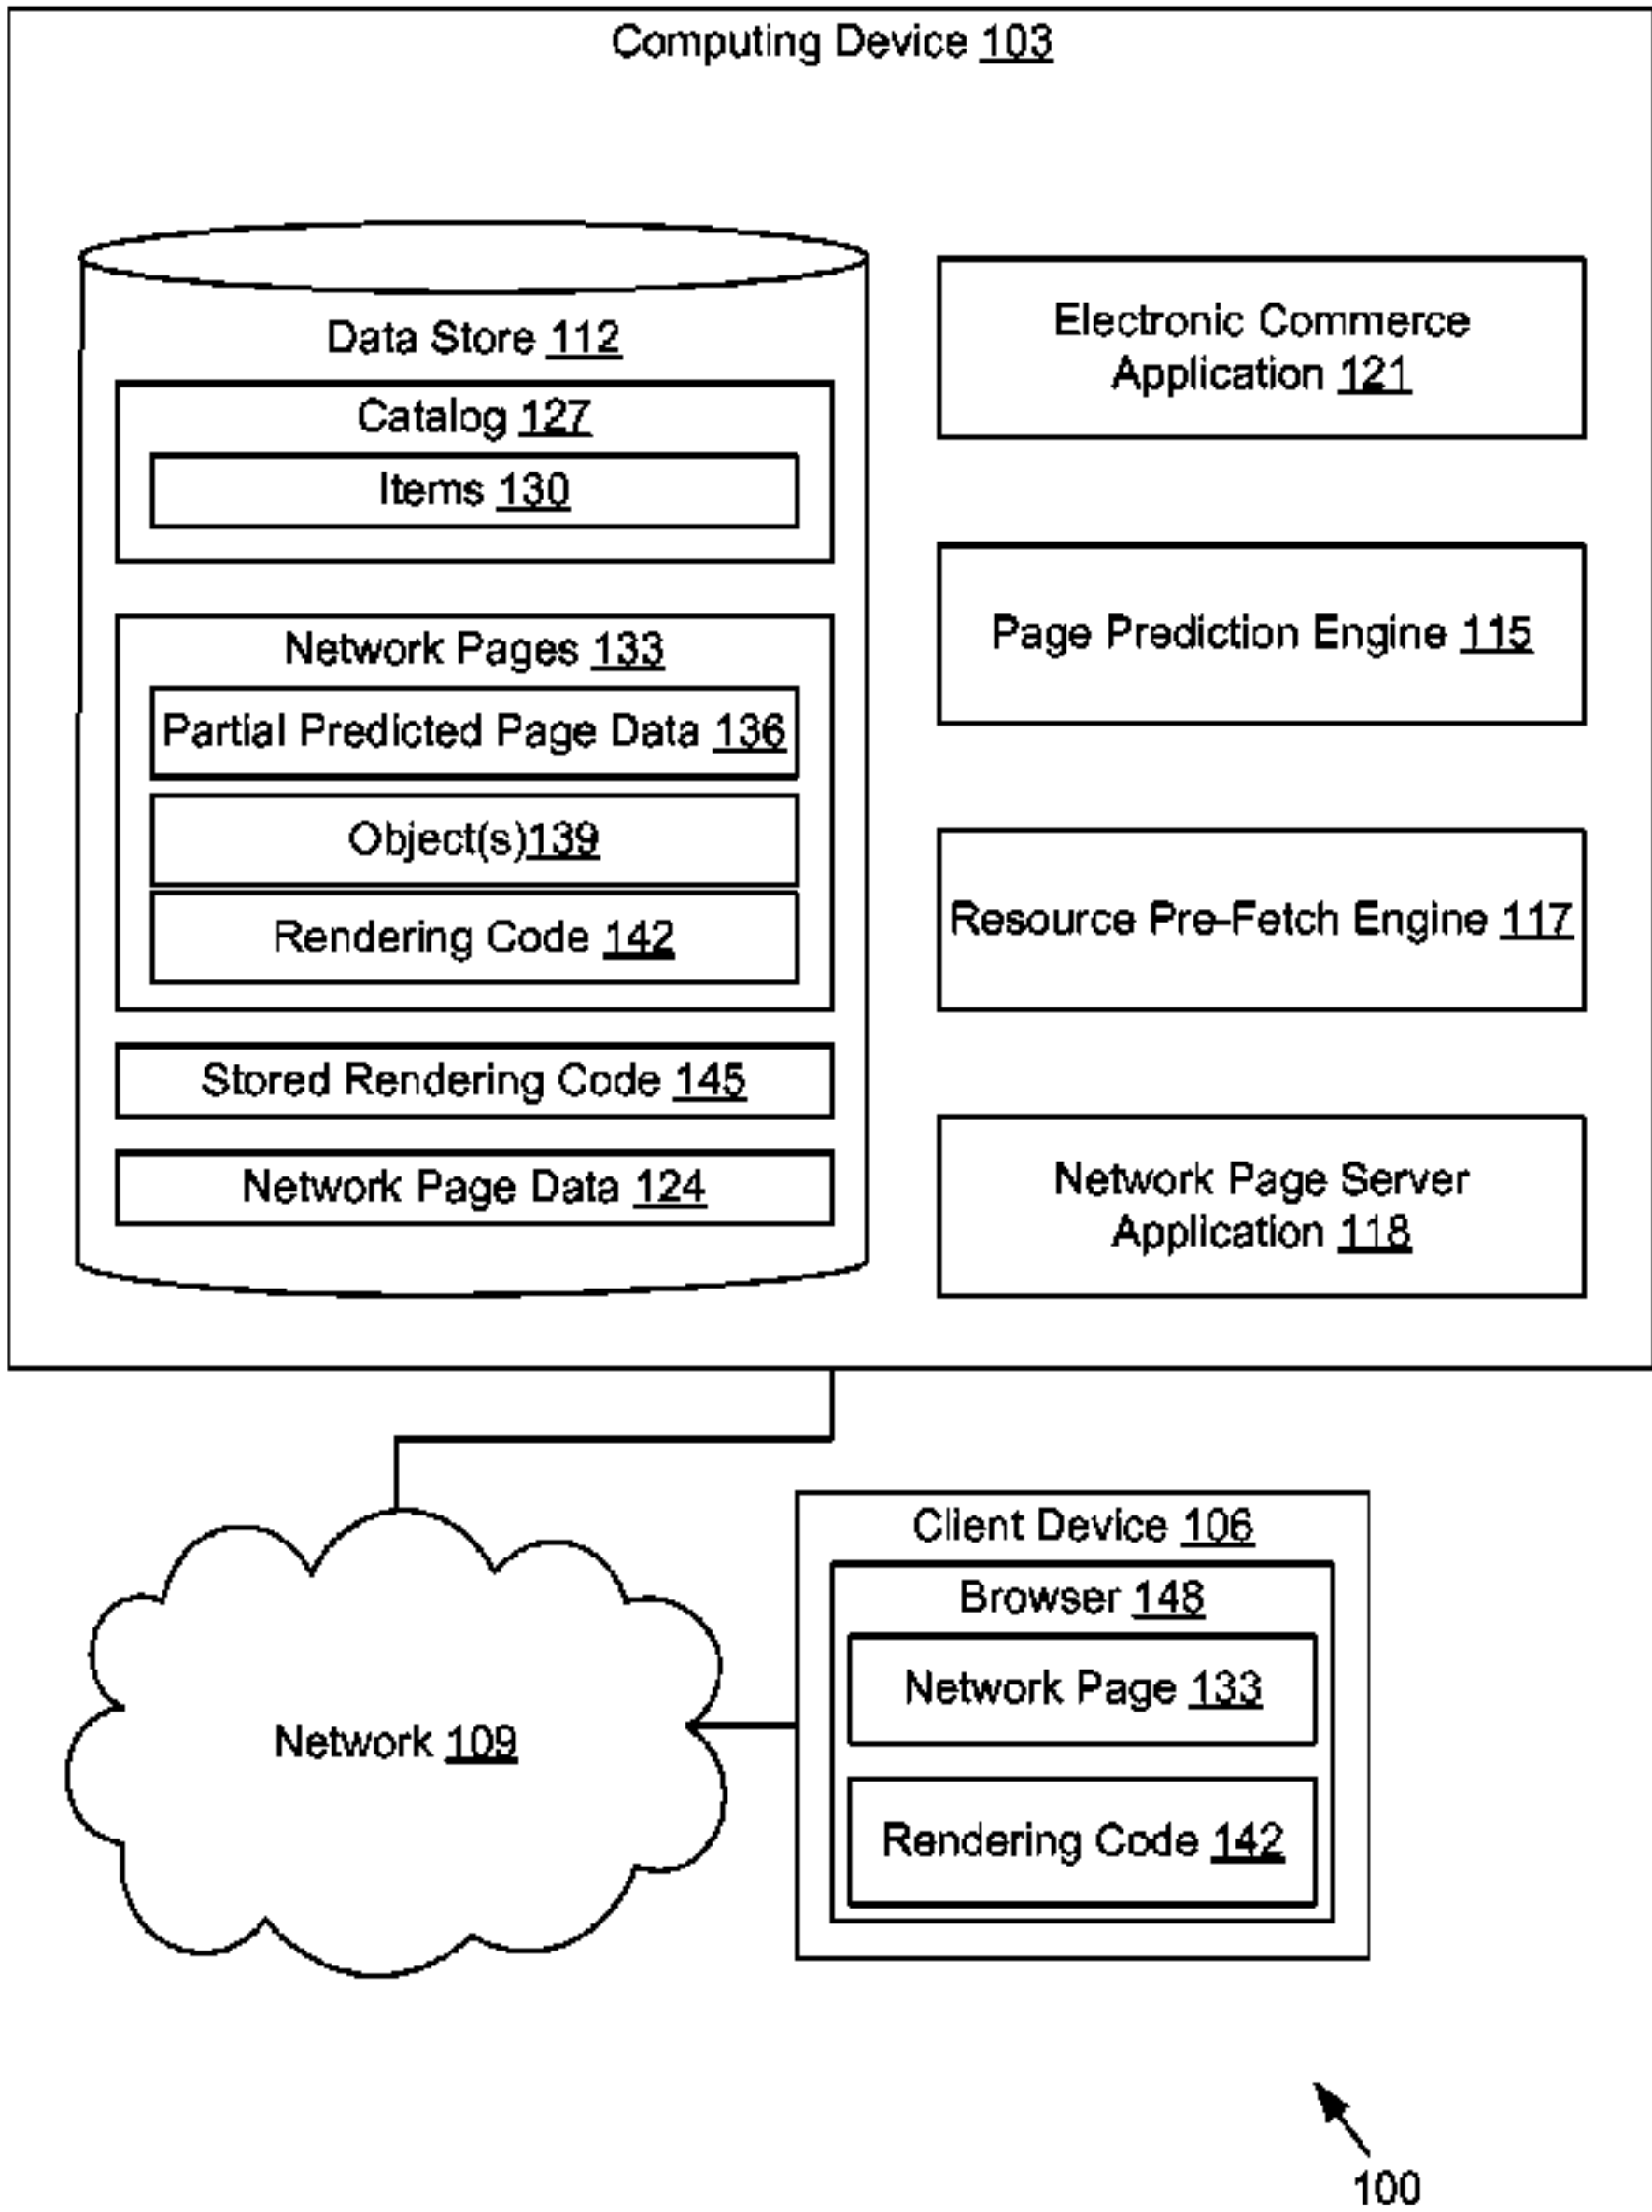 Computing Device 103
Data Store 112
Catalog 127
Items 130
Network Pages 133
Partial Predicted Page Data 136
Object(s)139
Rendering Code 142
Stored Rendering Code 145
Network Page Data 124
Electronic Commerce
Application 121
Page Prediction Engine 115
Resource Pre-Fetch Engine 117
Network Page Server
Application 118
Network 109
Client Device 106
Browser 148
Network Page 133
Rendering Code 142
100